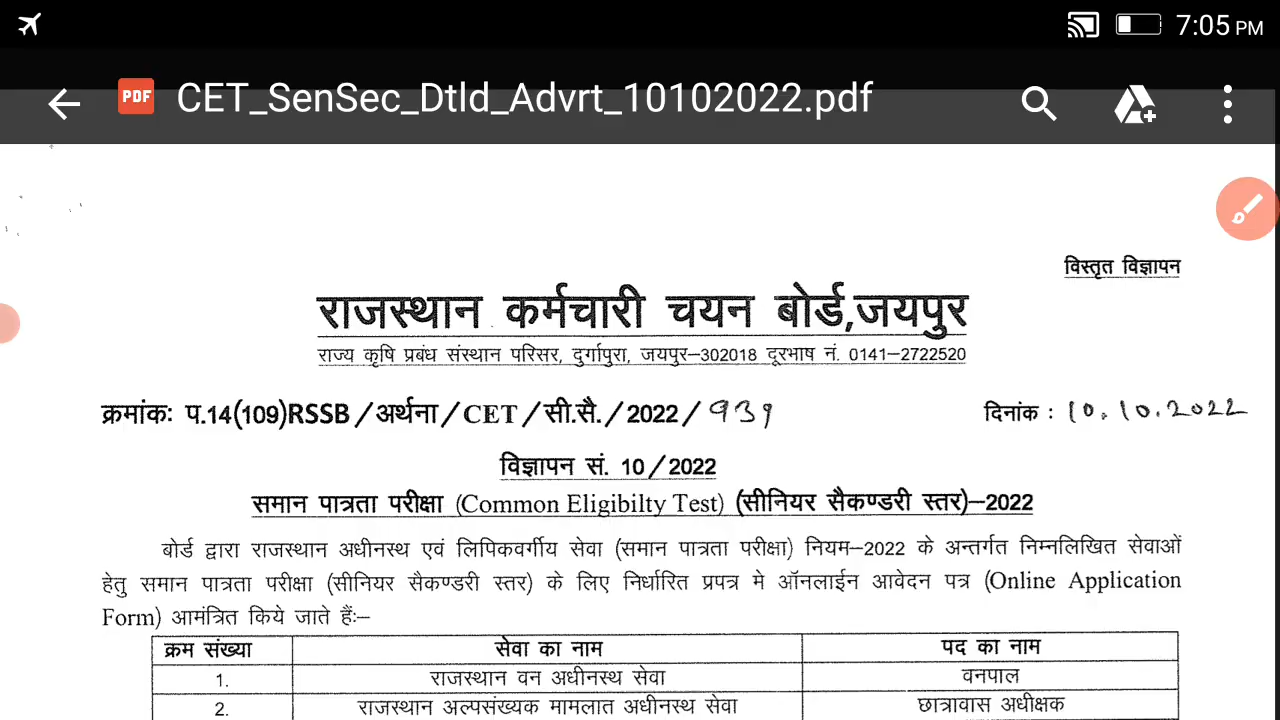 7:05 PM
PDF CET_SenSec_Dtld_Advrt_10102022.pdf
विस्तृत विज्ञापन
राजस्थान कर्मचारी चयन बोर्ड,जयपुर
राज्य कृषि प्रबंध संस्थान परिसर, दुर्गापुरा, जयपुर–302018 दूरभाष नं. 0141–2722520
क्रमांकः प.14(109)RSSB/अर्थना/CET/सी.सै./2022/939 दिनांक : 10.10.2022
विज्ञापन सं. 10/2022
समान पात्रता परीक्षा (Common Eligibilty Test) (सीनियर सैकण्डरी स्तर)–2022
बोर्ड द्वारा राजस्थान अधीनस्थ एवं लिपिकवर्गीय सेवा (समान पात्रता परीक्षा) नियम–2022 के अन्तर्गत निम्नलिखित सेवाओं
हेतु समान पात्रता परीक्षा (सीनियर सैकण्डरी स्तर) के लिए निर्धारित प्रपत्र मे ऑनलाईन आवेदन पत्र (Online Application
Form) आमंत्रित किये जाते हैः–
क्रम संख्या सेवा का नाम पद का नाम
1. राजस्थान वन अधीनस्थ सेवा वनपाल
2. राजस्थान अल्पसंख्यक मामलात अधीनस्थ सेवा छात्रावास अधीक्षक